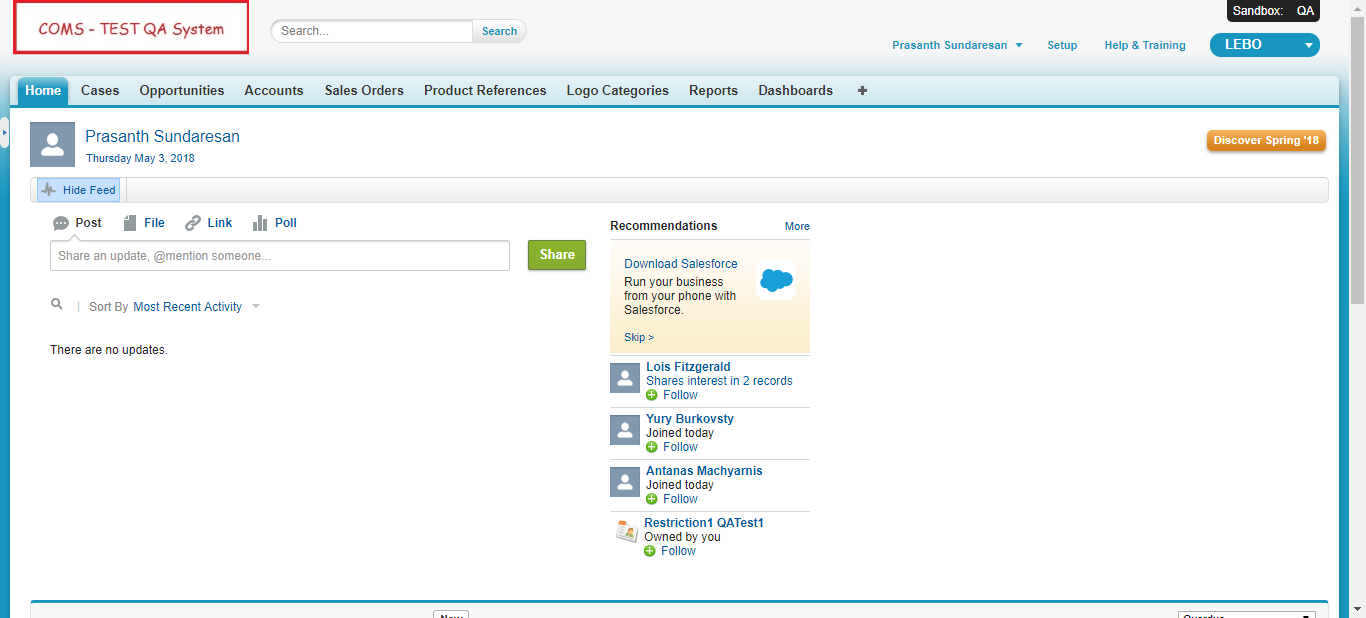 COMS - TEST QA System
Search...
Search
Sandbox: QA
Prasanth Sundaresan
Setup
Help & Training
LEBO
Home
Cases
Opportunities
Accounts
Sales Orders
Product References
Logo Categories
Reports
Dashboards
+
Prasanth Sundaresan
Thursday May 3, 2018
Discover Spring '18
Hide Feed
Post
File
Link
Poll
Share an update, @mention someone...
Share
Sort By Most Recent Activity
There are no updates.
Recommendations
More
Download Salesforce
Run your business
from your phone with
Salesforce.
Skip >
Lois Fitzgerald
Shares interest in 2 records
Follow
Yury Burkovsty
Joined today
Follow
Antanas Machyarnis
Joined today
Follow
Restriction1 QATest1
Owned by you
Follow
New
Overdue